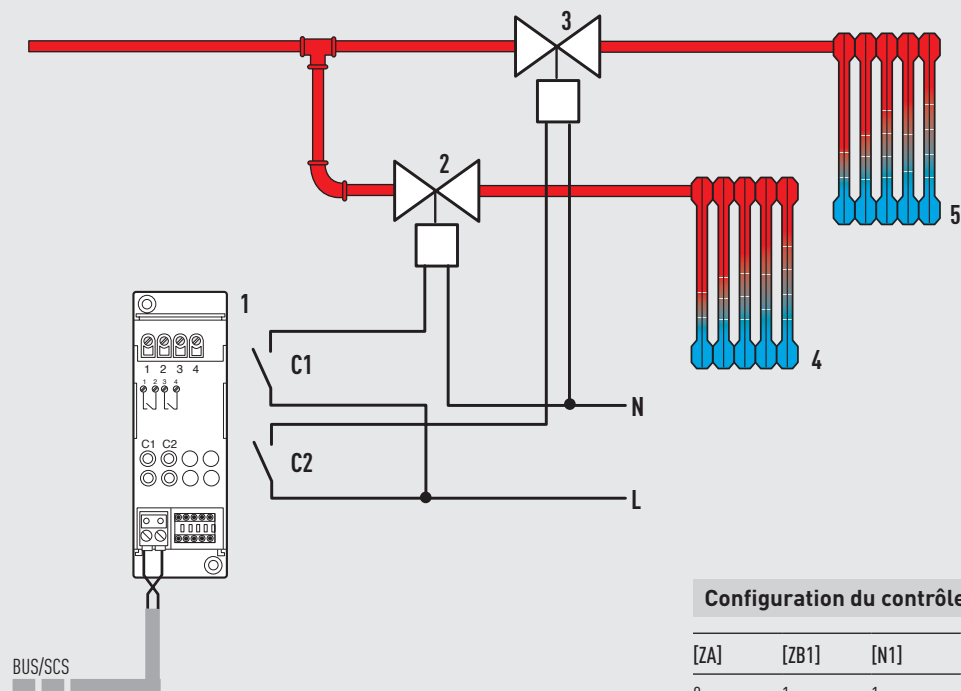 3
2
5
1
4
1 2 3 4
1 2 3 4
C1
N
C1 C2
C2
L
Configuration du contrôle
[ZA] [ZB1] [N1]
BUS/SCS